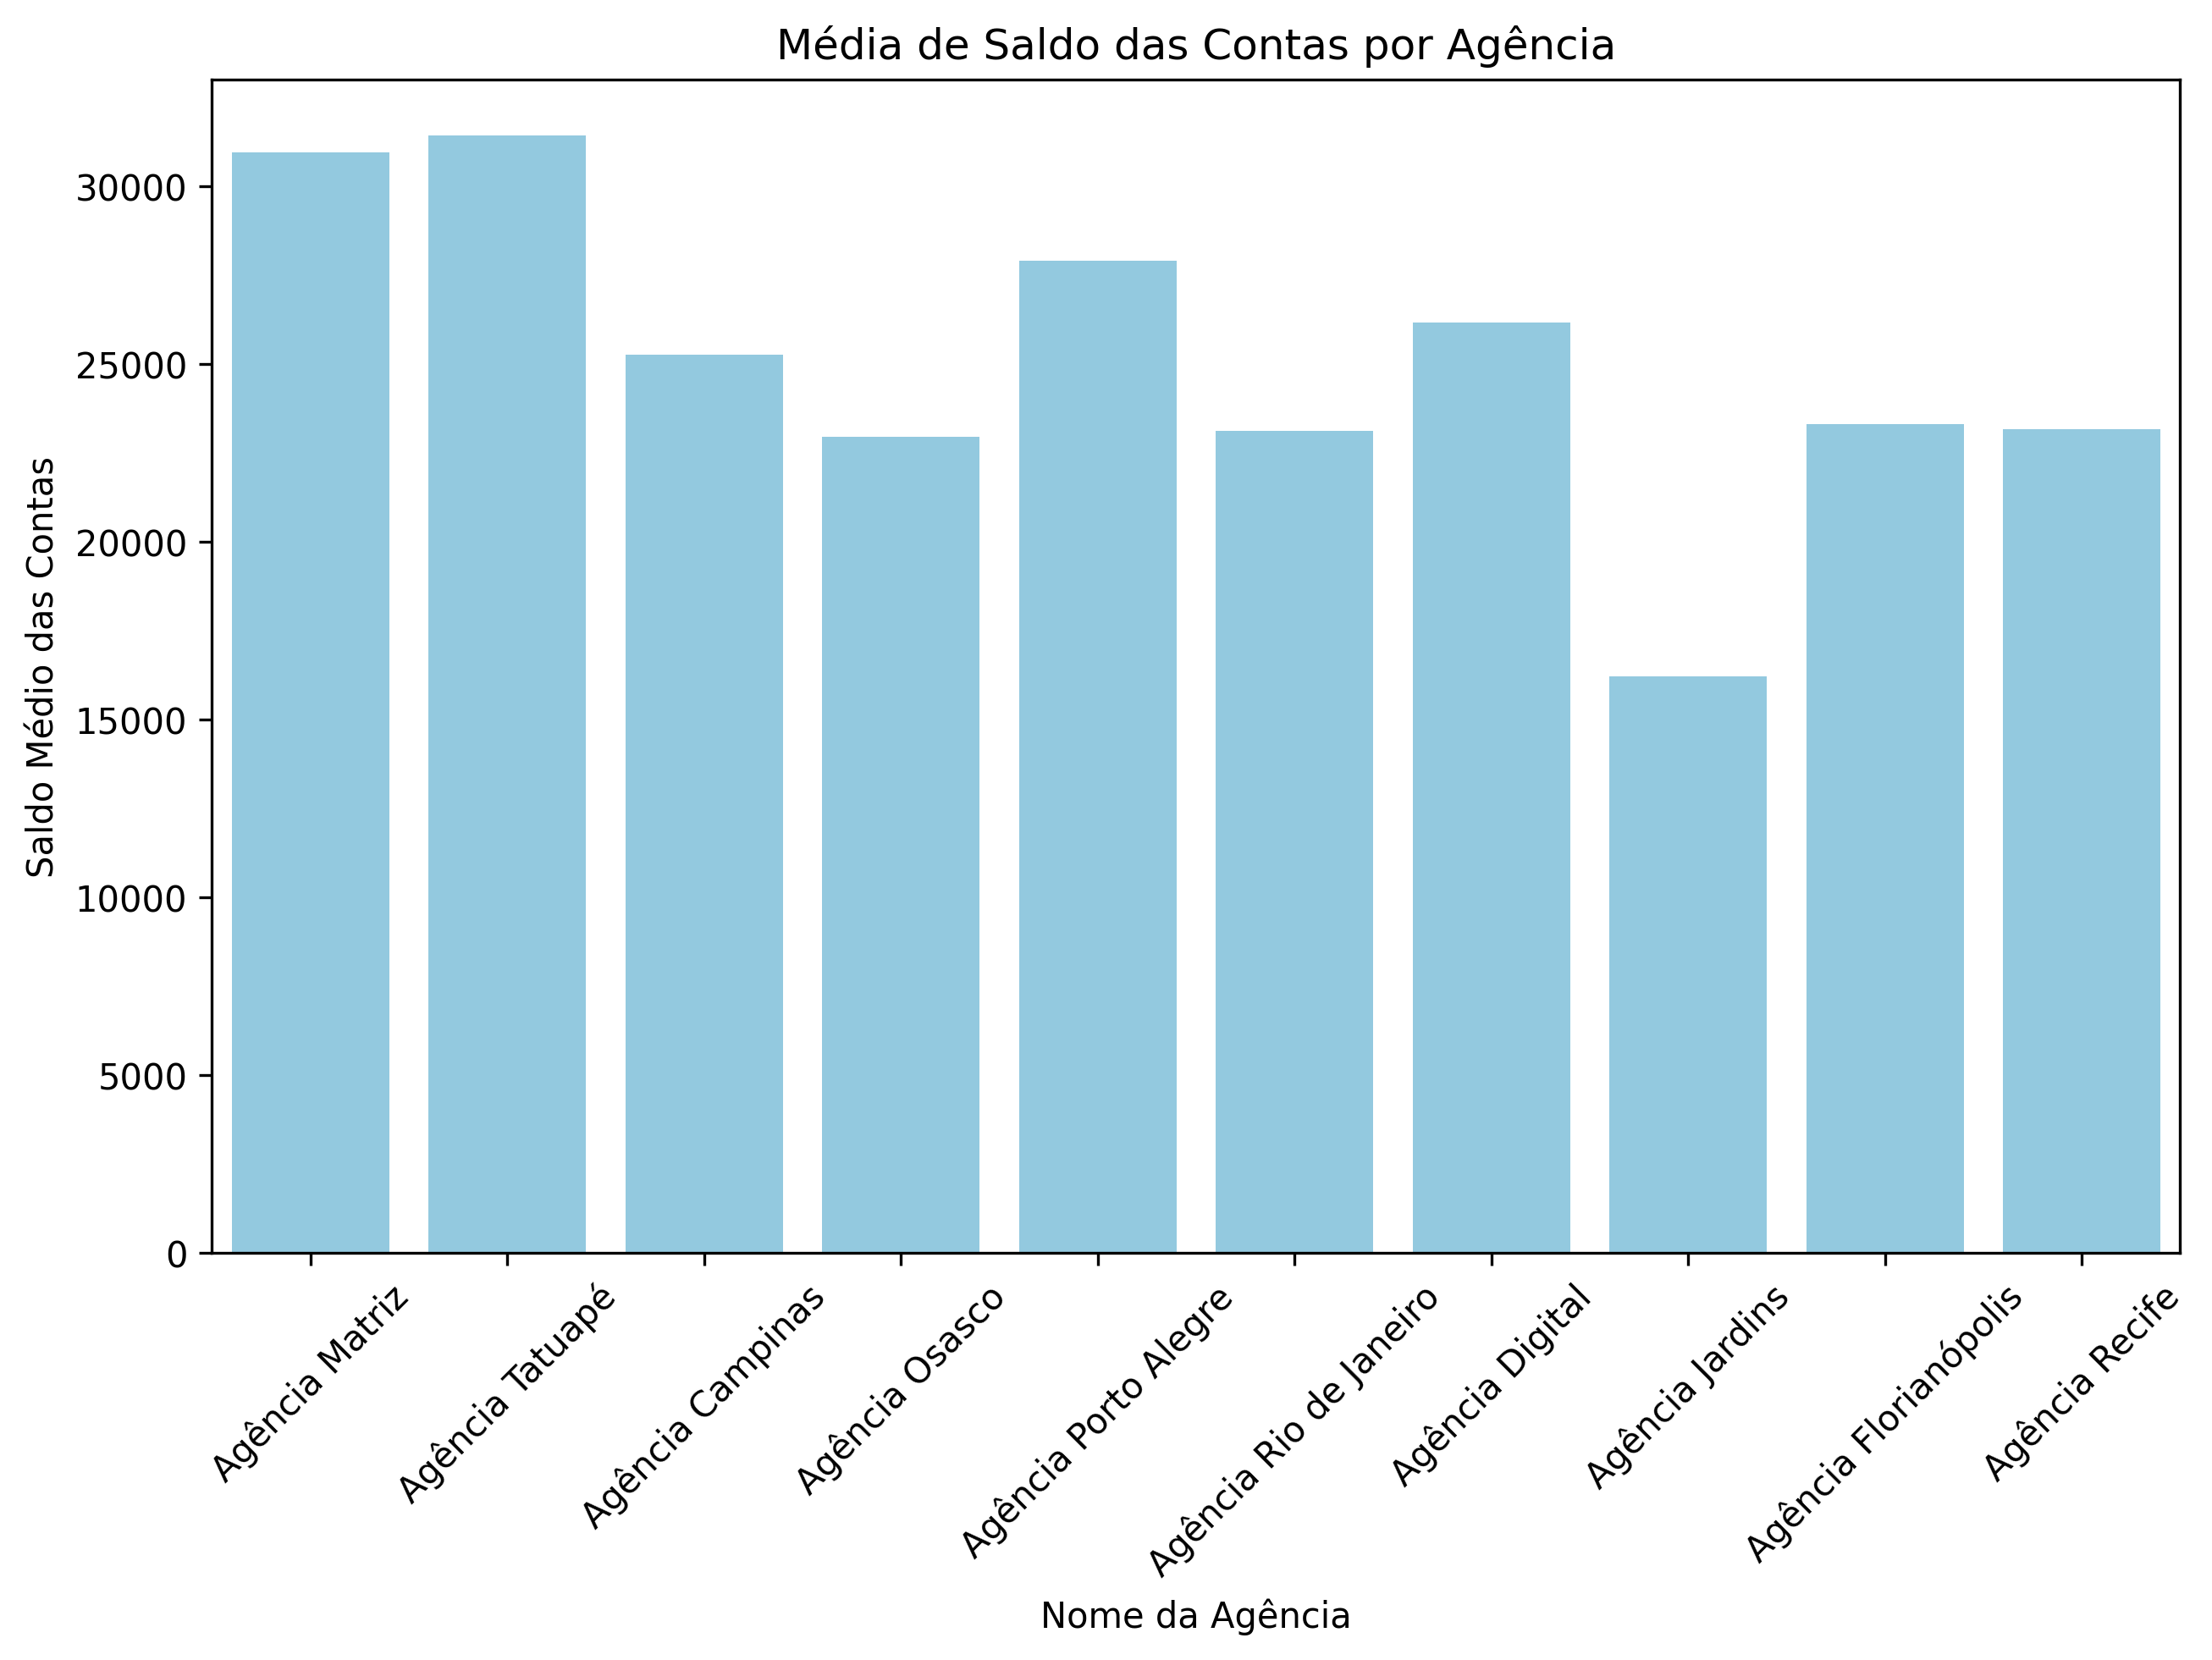 Média de Saldo das Contas por Agência
Saldo Médio das Contas
30000
25000
20000
15000
10000
5000
0
Agência Matriz
Agência Tatuapé
Agência Campinas
Agência Osasco
Agência Porto Alegre
Agência Rio de Janeiro
Agência Digital
Agência Jardins
Agência Florianópolis
Agência Recife
Nome da Agência